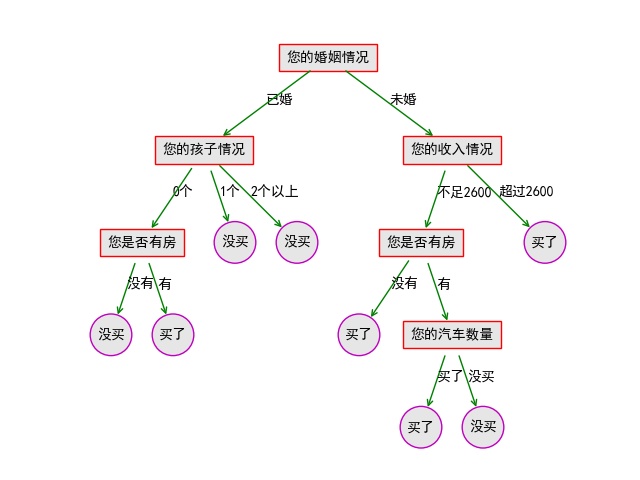 您的婚姻情况
已婚
未婚
您的孩子情况
您的收入情况
0个
1个
2个以上
不足2600
超过2600
您是否有房
没买
没买
您是否有房
买了
没有
有
没有
有
没买
买了
买了
您的汽车数量
买了
没买
买了
没买